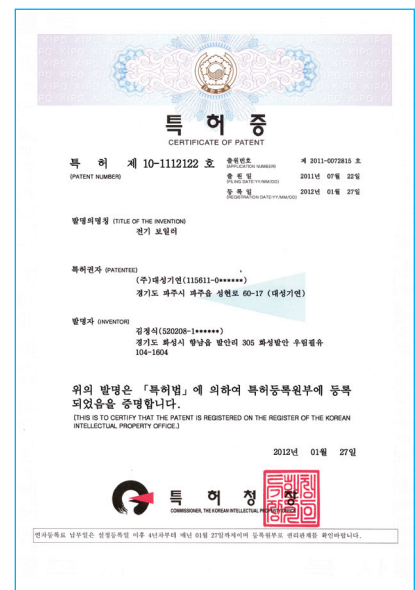 특 허 증
CERTIFICATE OF PATENT
특 허 제 10-1112122 호
(PATENT NUMBER)
출원번호 제 2011-0072815 호
(APPLICATION NUMBER)
출 원 일 2011년 07월 22일
(FILING DATE:YY/MM/DD)
등 록 일 2012년 01월 27일
(REGISTRATION DATE:YY/MM/DD)
발명의명칭 (TITLE OF THE INVENTION)
전기 보일러
특허권자 (PATENTEE)
(주)대성기연(115611-0******)
경기도 파주시 파주읍 성현로 60-17 (대성기연)
발명자 (INVENTOR)
김정식(520208-1******)
경기도 화성시 향남읍 발안리 305 화성발안 우림필유
104-1604
위의 발명은 「특허법」에 의하여 특허등록원부에 등록
되었음을 증명합니다.
(THIS IS TO CERTIFY THAT THE PATENT IS REGISTERED ON THE REGISTER OF THE KOREAN
INTELLECTUAL PROPERTY OFFICE.)
2012년 01월 27일
특 허 청 장
COMMISSIONER, THE KOREAN INTELLECTUAL PROPERTY OFFICE
연차등록료 납부일은 설정등록일 이후 4년차부터 매년 01월 27일까지이며 등록원부로 권리관계를 확인바랍니다.